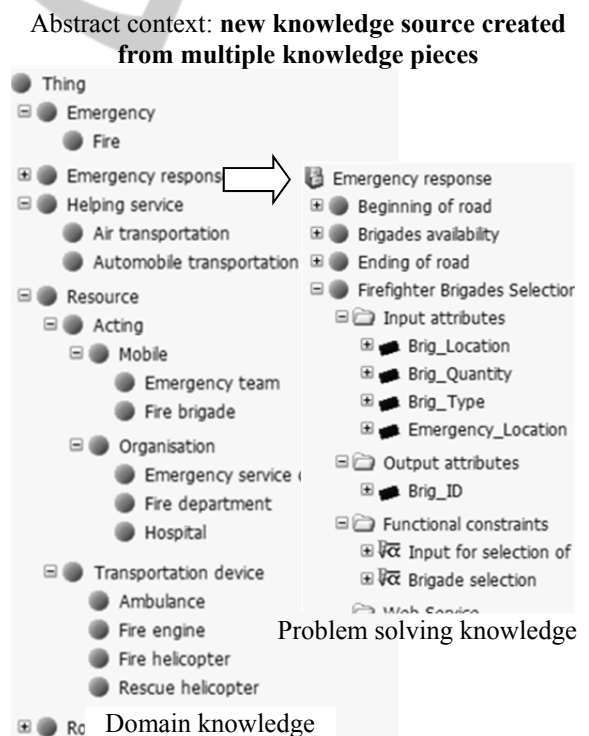 Abstract context: new knowledge source created
from multiple knowledge pieces
Thing
Emergency
Fire
Emergency
Helping service
Air transportation
Automobile transportation
Resource
Acting
Mobile
Emergency team
Fire brigade
Organisation
Emergency service
Fire department
Hospital
Transportation device
Ambulance
Fire engine
Fire helicopter
Rescue helicopter
Domain knowledge
Emergency response
Beginning of road
Brigades availability
Ending of road
Firefighter Brigades Selection
Input attributes
Brig_Location
Brig_Quantity
Brig_Type
Emergency_Location
Output attributes
Brig_ID
Functional constraints
Input for selection of
Brigade selection
Web Service
Problem solving knowledge